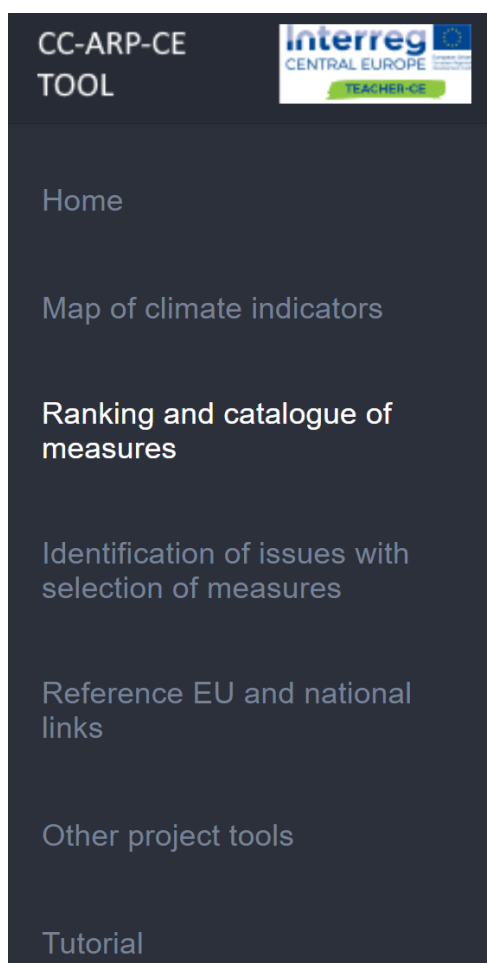 CC-ARP-CE
TOOL
Interreg
CENTRAL EUROPE
TEACHER-CE
Home
Map of climate indicators
Ranking and catalogue of
measures
Identification of issues with
selection of measures
Reference EU and national
links
Other project tools
Tutorial